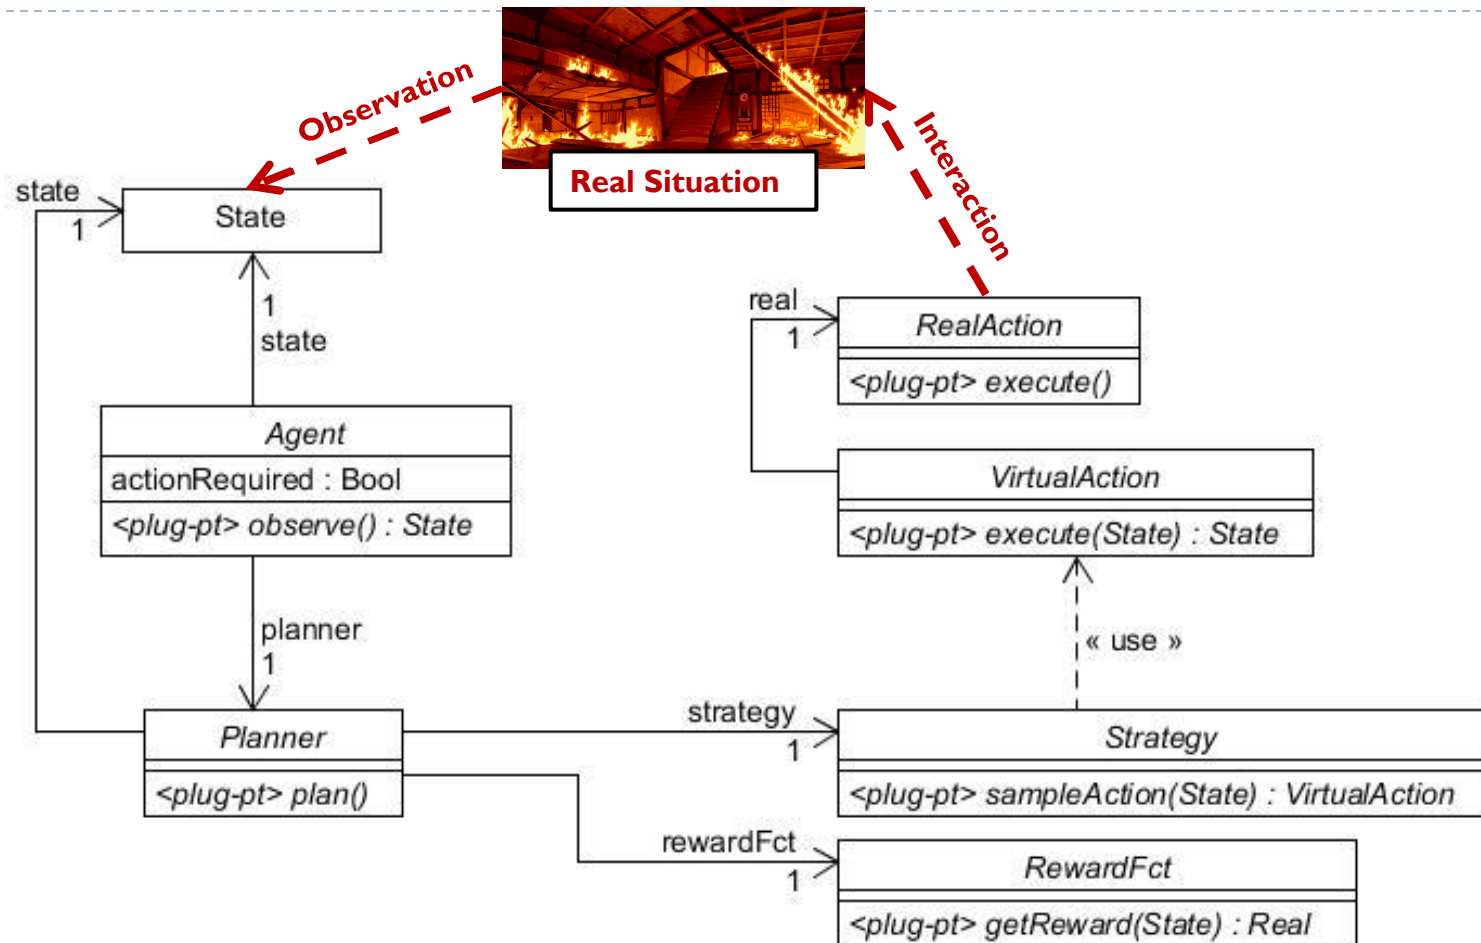 Observation
Interaction
Real Situation
state
1
State
1
state
real
1
RealAction
<plug-pt> execute()
Agent
actionRequired : Bool
<plug-pt> observe() : State
VirtualAction
<plug-pt> execute(State) : State
planner
1
« use »
Planner
<plug-pt> plan()
strategy
1
Strategy
<plug-pt> sampleAction(State) : VirtualAction
rewardFct
1
RewardFct
<plug-pt> getReward(State) : Real